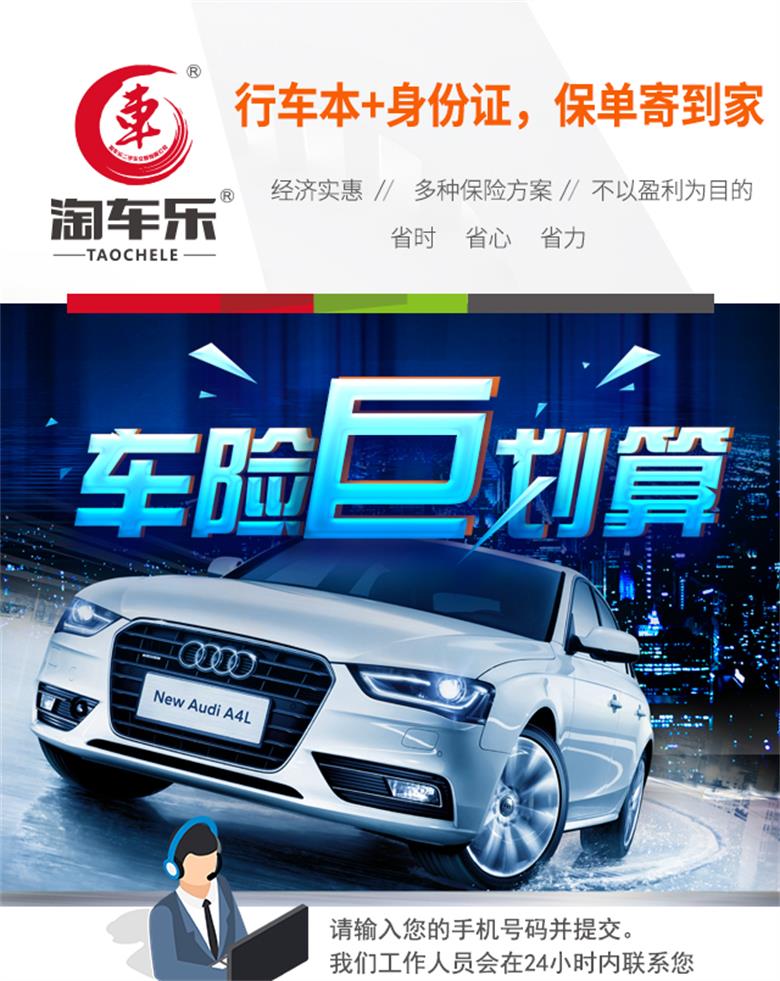 行车本+身份证，保单寄到家
車
®
淘车乐®
TAOCHELE
经济实惠 // 多种保险方案 // 不以盈利为目的
省时 省心 省力
车险巨划算
New Audi A4L
请输入您的手机号码并提交。
我们工作人员会在24小时内联系您